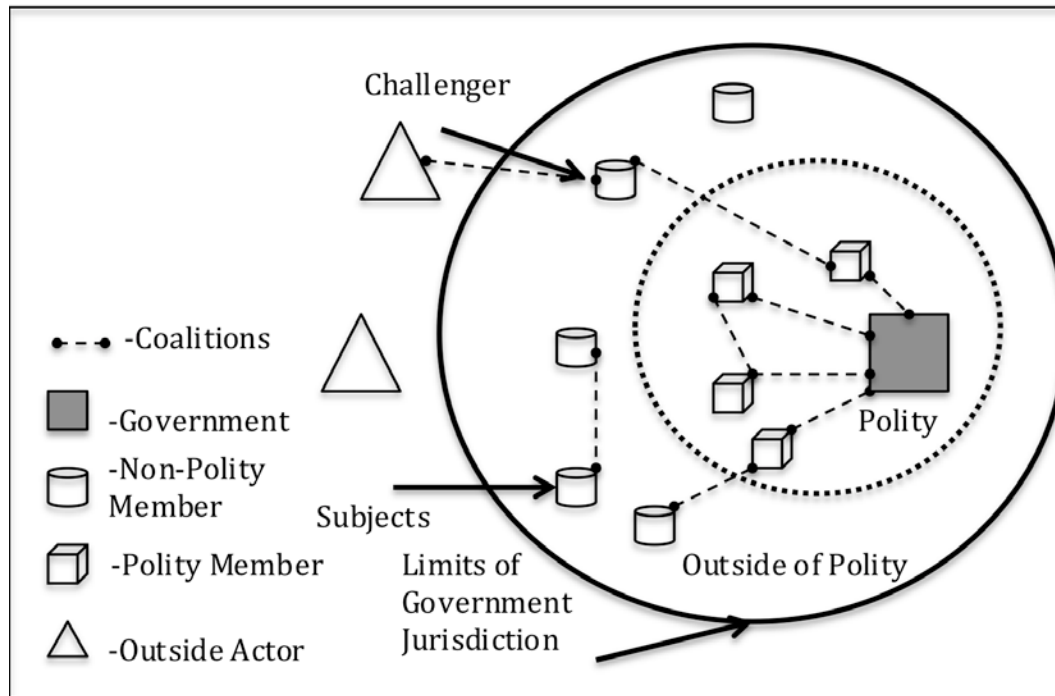 Challenger
-Coalitions
-Government
Polity
-Non-Polity
Member
Subjects
-Polity Member
Limits of
Government
Jurisdiction
Outside of Polity
-Outside Actor